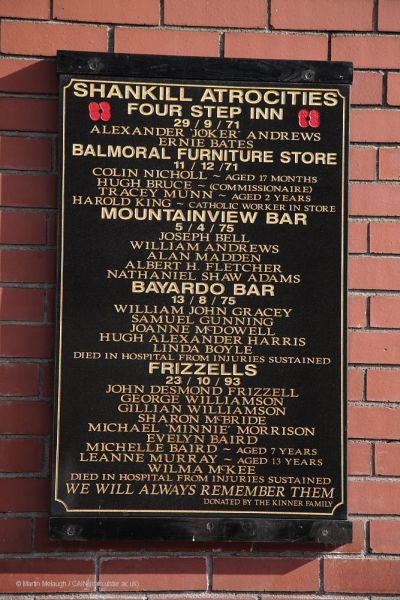 SHANKILL ATROCITIES
FOUR STEP INN
29/9/71
ALEXANDER 'JOKER' ANDREWS
ERNIE BATES
BALMORAL FURNITURE STORE
11/12/71
COLIN NICHOLL ~ AGED 17 MONTHS
HUGH BRUCE ~ (COMMISSIONAIRE)
TRACEY MUNN ~ AGED 2 YEARS
HAROLD KING ~ CATHOLIC WORKER IN STORE
MOUNTAINVIEW BAR
5/4/75
JOSEPH BELL
WILLIAM ANDREWS
ALAN MADDEN
ALBERT H. FLETCHER
NATHANIEL SHAW ADAMS
BAYARDO BAR
13/8/75
WILLIAM JOHN GRACEY
SAMUEL GUNNING
JOANNE McDOWELL
HUGH ALEXANDER HARRIS
LINDA BOYLE
DIED IN HOSPITAL FROM INJURIES SUSTAINED
FRIZZELLS
23/10/93
JOHN DESMOND FRIZZELL
GEORGE WILLIAMSON
GILLIAN WILLIAMSON
SHARON McBRIDE
MICHAEL "MINNIE" MORRISON
EVELYN BAIRD
MICHELLE BAIRD ~ AGED 7 YEARS
LEANNE MURRAY ~ AGED 13 YEARS
WILMA McKEE
DIED IN HOSPITAL FROM INJURIES SUSTAINED
WE WILL ALWAYS REMEMBER THEM
DONATED BY THE KINNER FAMILY
© Martin Melaugh / CAIN (cain.ulster.ac.uk)